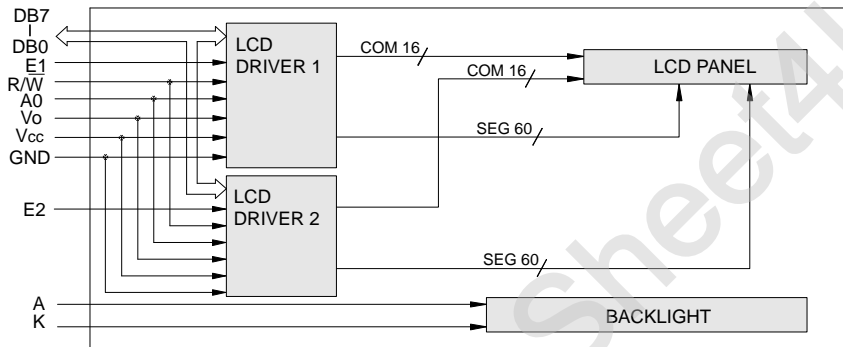 DB7
DB0
E1
R/W̅
A0
Vo
Vcc
GND
E2
A
K
LCD
DRIVER 1
LCD
DRIVER 2
COM 16
COM 16
SEG 60
SEG 60
LCD PANEL
BACKLIGHT
Sheet4U